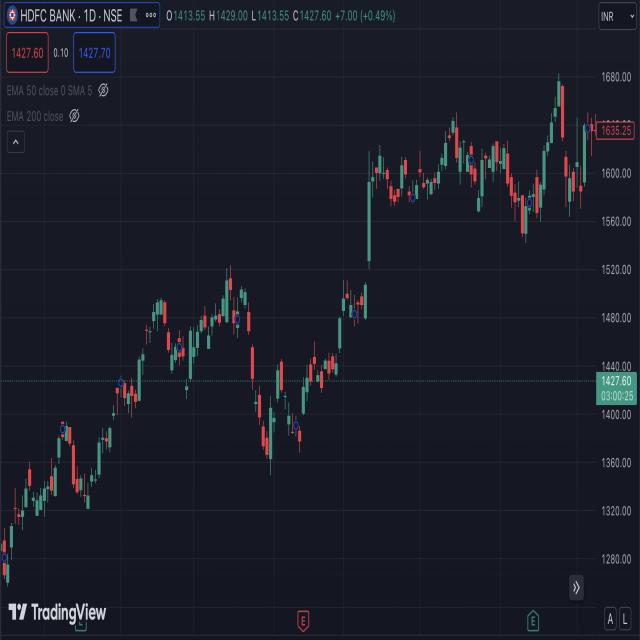 HDFC BANK · 1D · NSE O1413.55 H1429.00 L1413.55 C1427.60 +7.00 (+0.49%) INR
1427.60 0.10 1427.70
EMA 50 close 0 SMA 5
EMA 200 close
1680.00
1635.25
1600.00
1560.00
1520.00
1480.00
1440.00
1427.60
03:00:25
1400.00
1360.00
1320.00
1280.00
TradingView
E E
A L